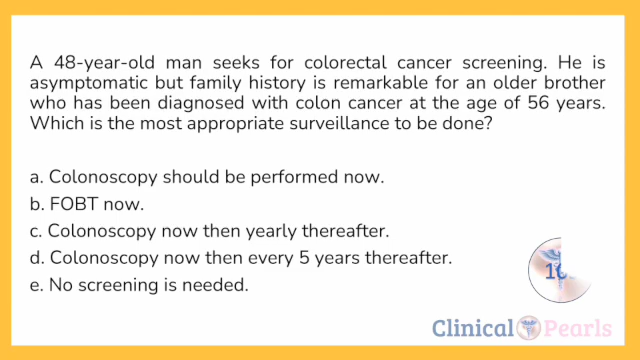 A 48-year-old man seeks for colorectal cancer screening. He is
asymptomatic but family history is remarkable for an older brother
who has been diagnosed with colon cancer at the age of 56 years.
Which is the most appropriate surveillance to be done?
a. Colonoscopy should be performed now.
b. FOBT now.
c. Colonoscopy now then yearly thereafter.
d. Colonoscopy now then every 5 years thereafter.
e. No screening is needed.
Clinical Pearls